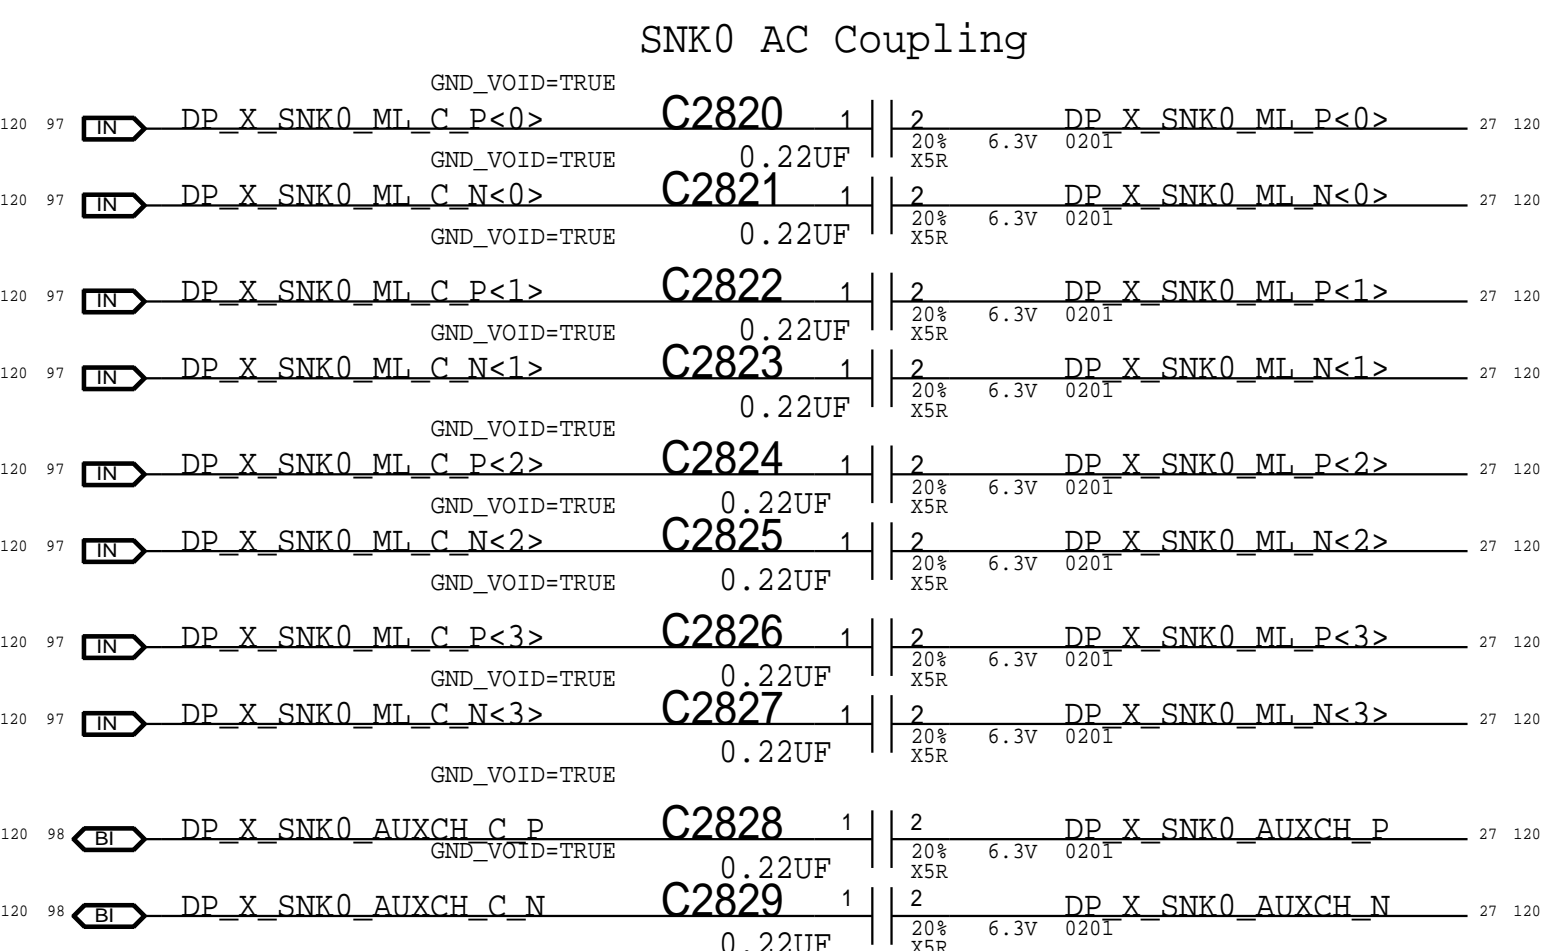 SNK0 AC Coupling
GND_VOID=TRUE
120 97 IN DP_X_SNK0_ML_C_P<0> C2820 1 2 DP_X_SNK0_ML_P<0> 27 120
20% 6.3V 0201
GND_VOID=TRUE 0.22UF X5R
120 97 IN DP_X_SNK0_ML_C_N<0> C2821 1 2 DP_X_SNK0_ML_N<0> 27 120
20% 6.3V 0201
GND_VOID=TRUE 0.22UF X5R
120 97 IN DP_X_SNK0_ML_C_P<1> C2822 1 2 DP_X_SNK0_ML_P<1> 27 120
20% 6.3V 0201
GND_VOID=TRUE 0.22UF X5R
120 97 IN DP_X_SNK0_ML_C_N<1> C2823 1 2 DP_X_SNK0_ML_N<1> 27 120
20% 6.3V 0201
0.22UF X5R
GND_VOID=TRUE
120 97 IN DP_X_SNK0_ML_C_P<2> C2824 1 2 DP_X_SNK0_ML_P<2> 27 120
20% 6.3V 0201
GND_VOID=TRUE 0.22UF X5R
120 97 IN DP_X_SNK0_ML_C_N<2> C2825 1 2 DP_X_SNK0_ML_N<2> 27 120
20% 6.3V 0201
GND_VOID=TRUE 0.22UF X5R
120 97 IN DP_X_SNK0_ML_C_P<3> C2826 1 2 DP_X_SNK0_ML_P<3> 27 120
20% 6.3V 0201
GND_VOID=TRUE 0.22UF X5R
120 97 IN DP_X_SNK0_ML_C_N<3> C2827 1 2 DP_X_SNK0_ML_N<3> 27 120
20% 6.3V 0201
0.22UF X5R
GND_VOID=TRUE
120 98 BI DP_X_SNK0_AUXCH_C_P C2828 1 2 DP_X_SNK0_AUXCH_P 27 120
GND_VOID=TRUE 20% 6.3V 0201
0.22UF X5R
120 98 BI DP_X_SNK0_AUXCH_C_N C2829 1 2 DP_X_SNK0_AUXCH_N 27 120
20% 6.3V 0201
0.22UF X5R